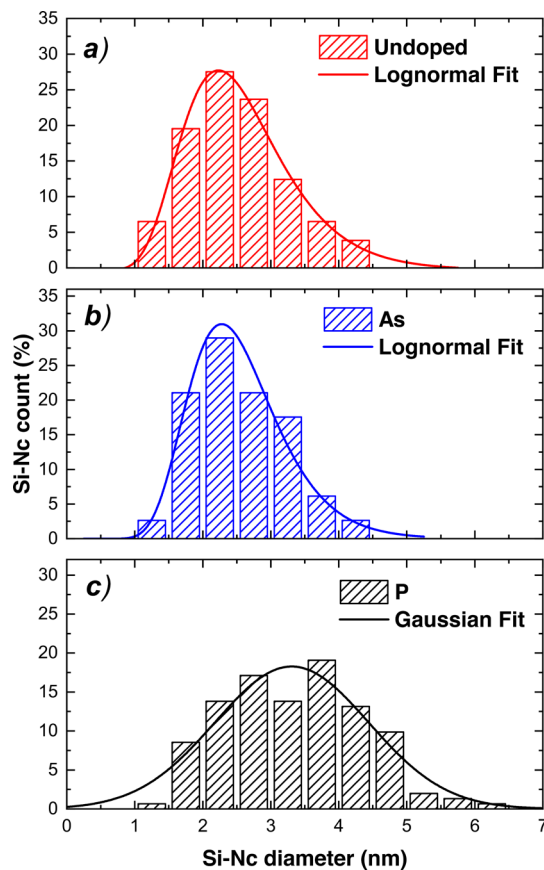 35
a)
Undoped
30
Lognormal Fit
25
20
15
10
5
0
35
b)
As
30
Lognormal Fit
25
20
15
10
5
0
Si-Nc count (%)
30
c)
P
25
Gaussian Fit
20
15
10
5
0
0 1 2 3 4 5 6 7
Si-Nc diameter (nm)